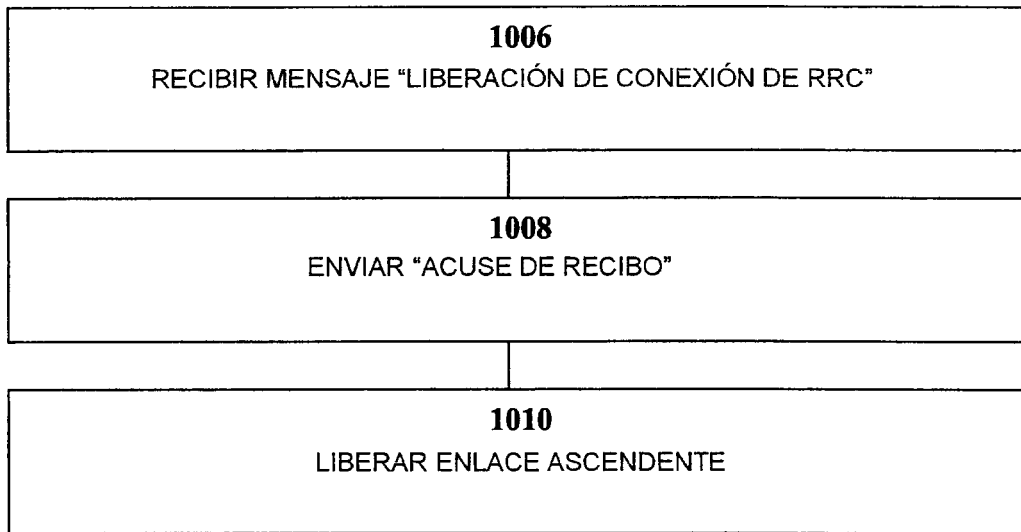 1006
RECIBIR MENSAJE “LIBERACIÓN DE CONEXIÓN DE RRC”
1008
ENVIAR “ACUSE DE RECIBO”
1010
LIBERAR ENLACE ASCENDENTE